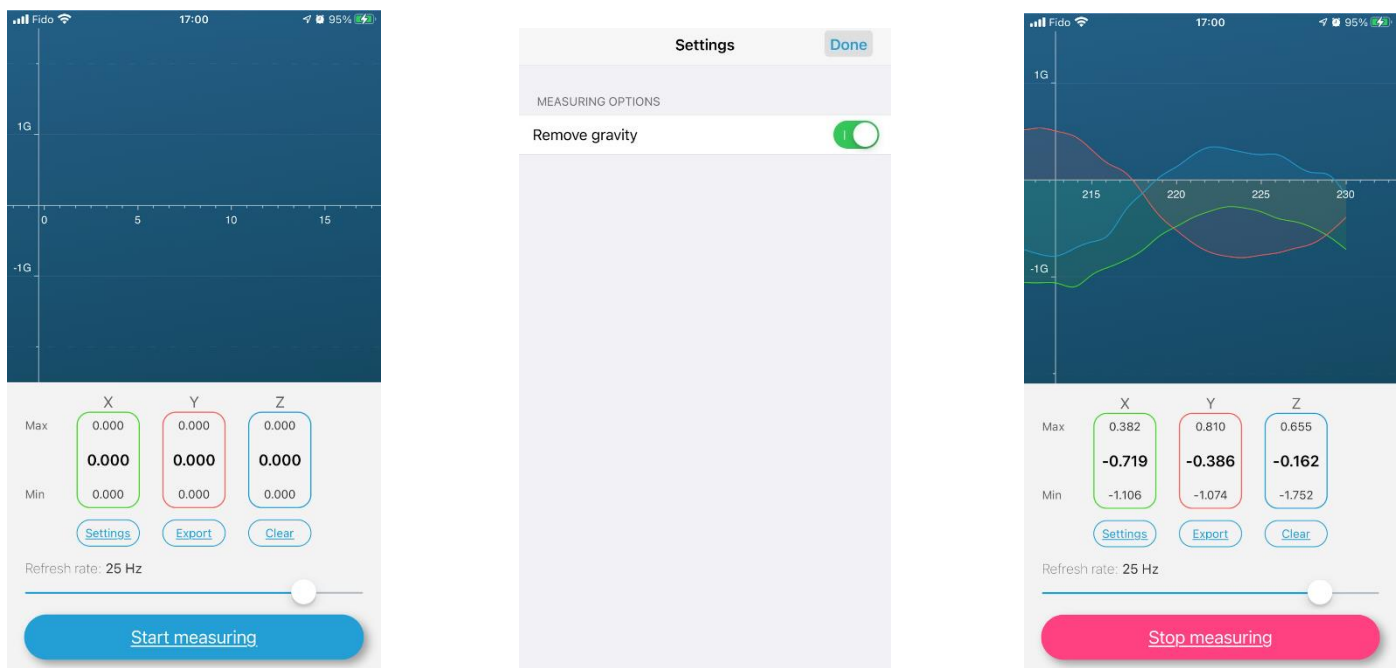 Fido 17:00 95%
1G
0 5 10 15
-1G
X Y Z
Max 0.000 0.000 0.000
0.000 0.000 0.000
Min 0.000 0.000 0.000
Settings Export Clear
Refresh rate: 25 Hz
Start measuring
Settings Done
MEASURING OPTIONS
Remove gravity
Fido 17:00 95%
1G
215 220 225 230
-1G
X Y Z
Max 0.382 0.810 0.655
-0.719 -0.386 -0.162
Min -1.106 -1.074 -1.752
Settings Export Clear
Refresh rate: 25 Hz
Stop measuring